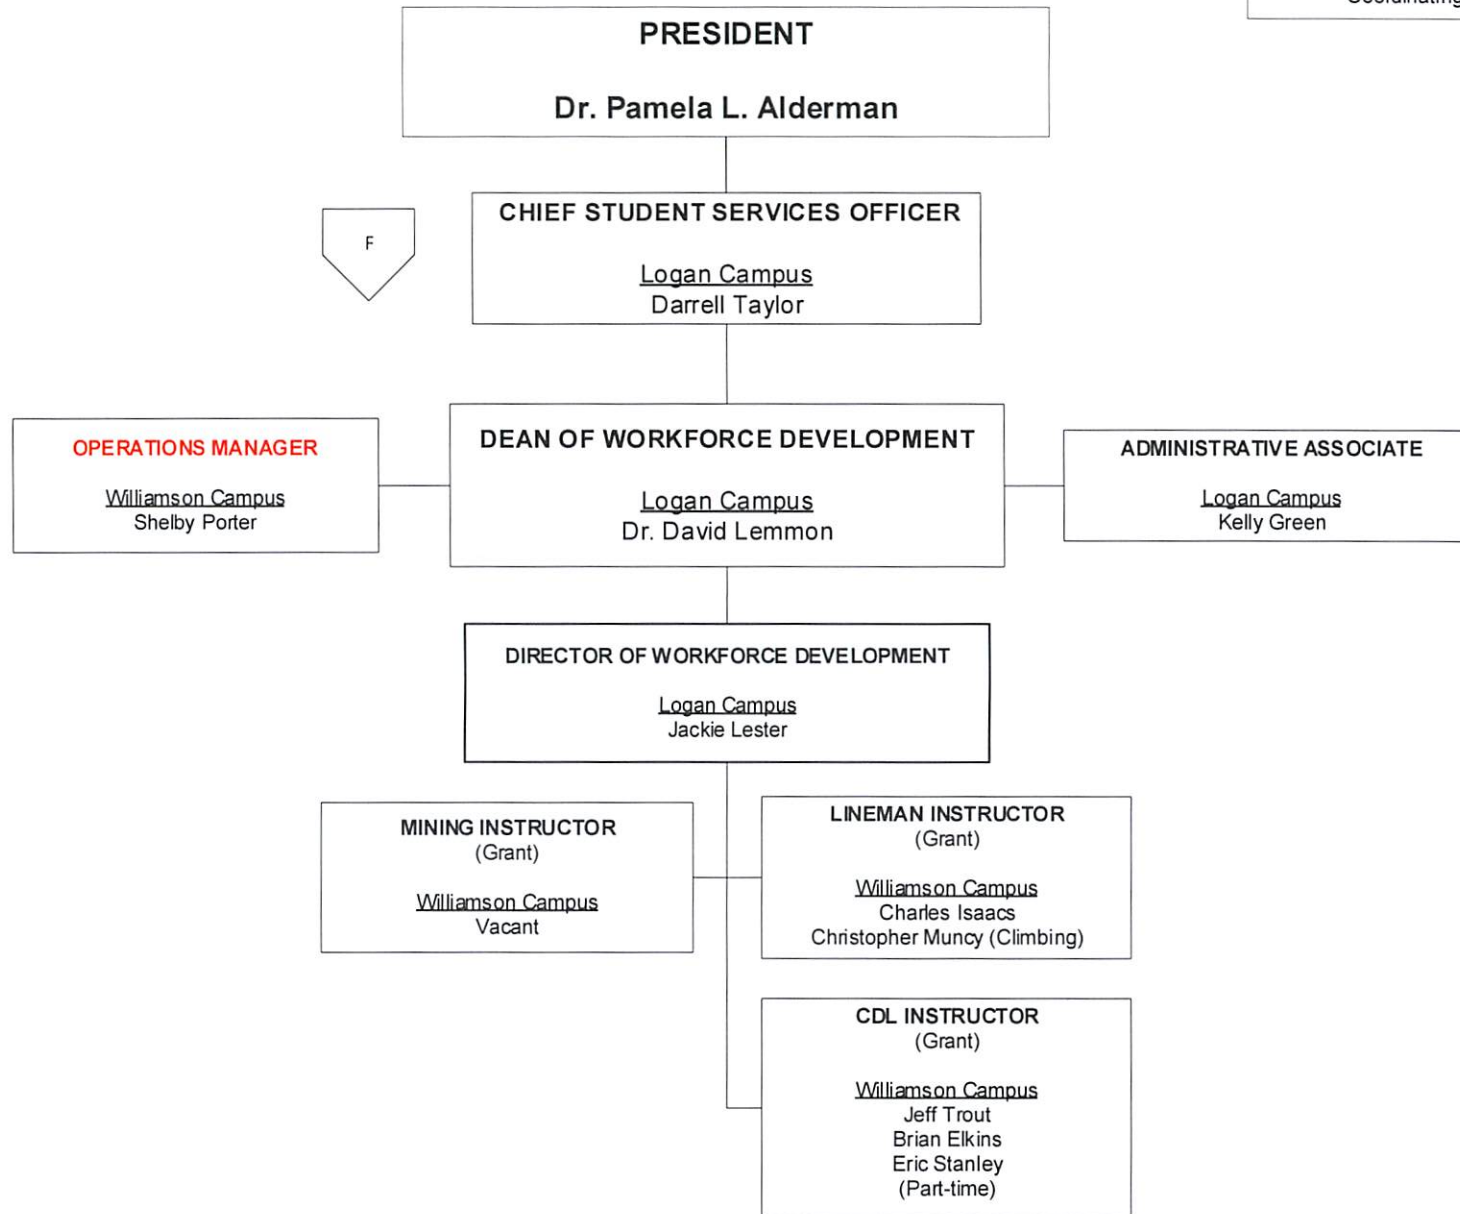 Coordinating
PRESIDENT
Dr. Pamela L. Alderman
F
CHIEF STUDENT SERVICES OFFICER
Logan Campus
Darrell Taylor
OPERATIONS MANAGER
Williamson Campus
Shelby Porter
DEAN OF WORKFORCE DEVELOPMENT
Logan Campus
Dr. David Lemmon
ADMINISTRATIVE ASSOCIATE
Logan Campus
Kelly Green
DIRECTOR OF WORKFORCE DEVELOPMENT
Logan Campus
Jackie Lester
MINING INSTRUCTOR
(Grant)
Williamson Campus
Vacant
LINEMAN INSTRUCTOR
(Grant)
Williamson Campus
Charles Isaacs
Christopher Muncy (Climbing)
CDL INSTRUCTOR
(Grant)
Williamson Campus
Jeff Trout
Brian Elkins
Eric Stanley
(Part-time)